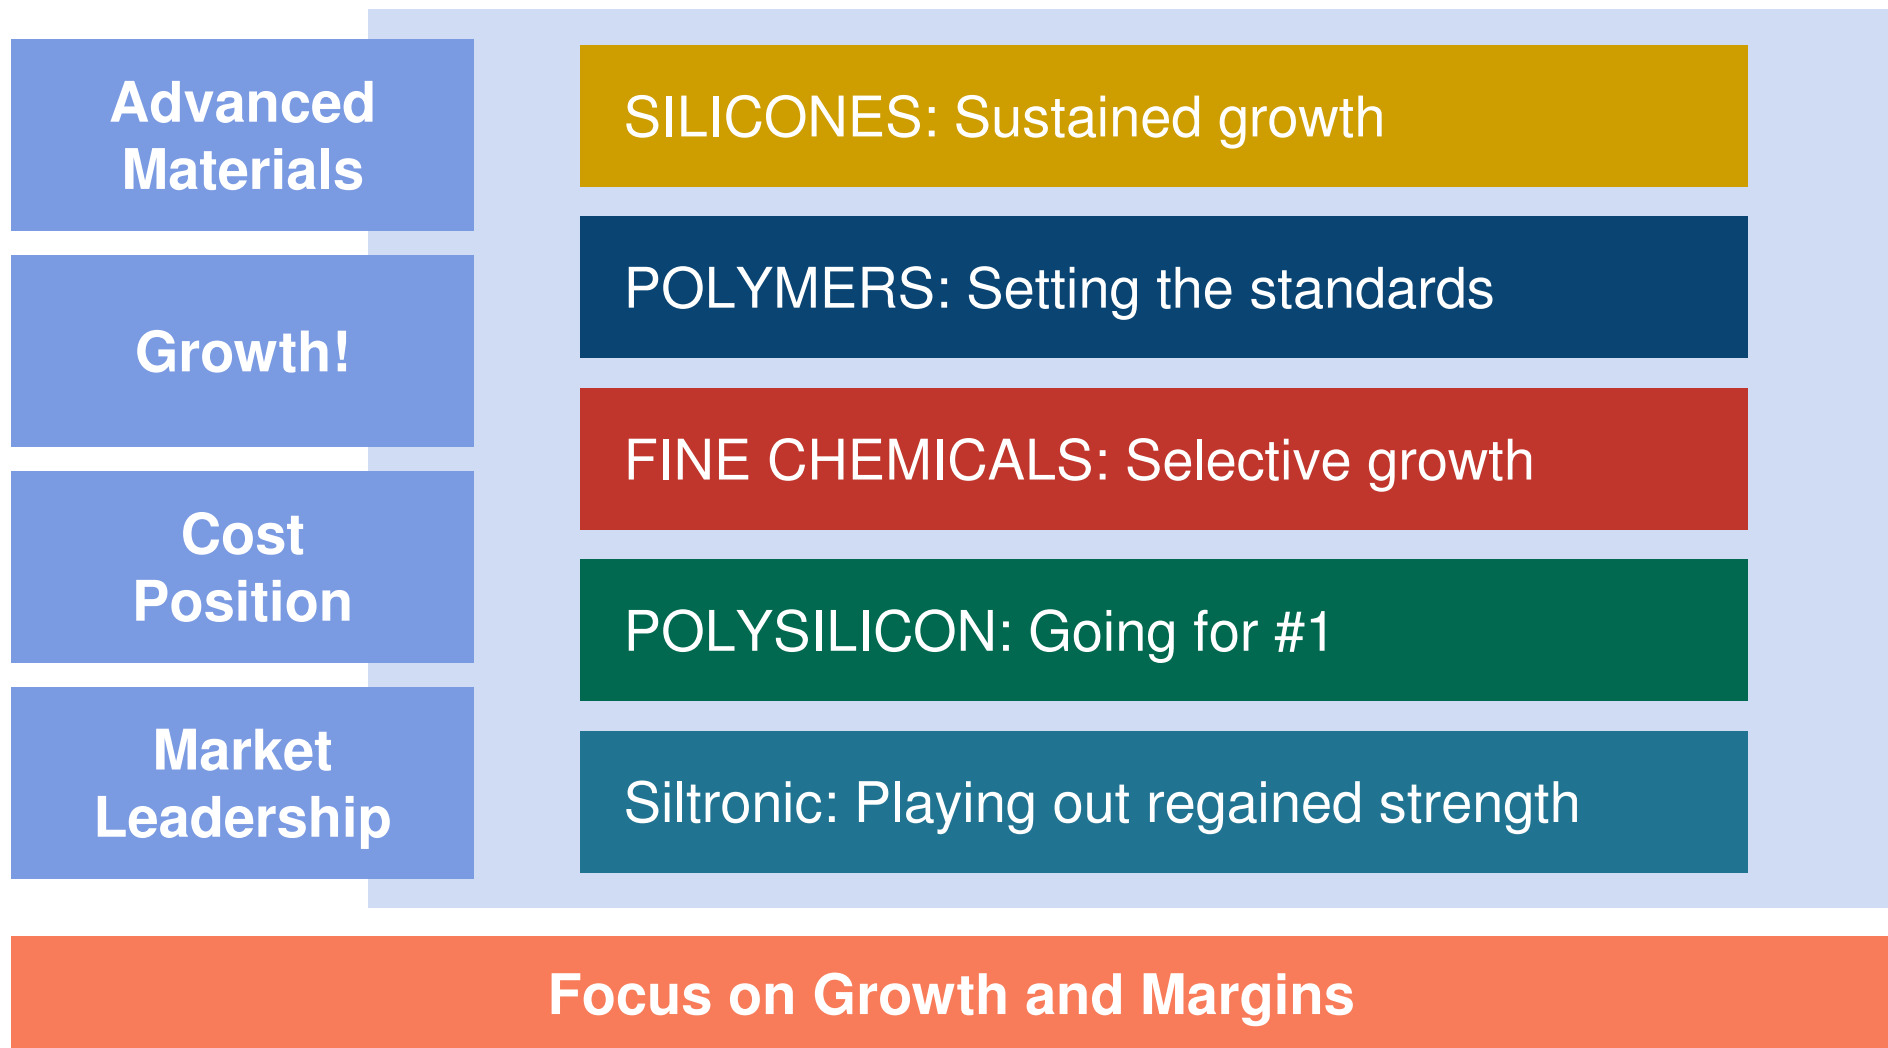 Advanced
Materials
Growth!
Cost
Position
Market
Leadership
SILICONES: Sustained growth
POLYMERS: Setting the standards
FINE CHEMICALS: Selective growth
POLYSILICON: Going for #1
Siltronic: Playing out regained strength
Focus on Growth and Margins